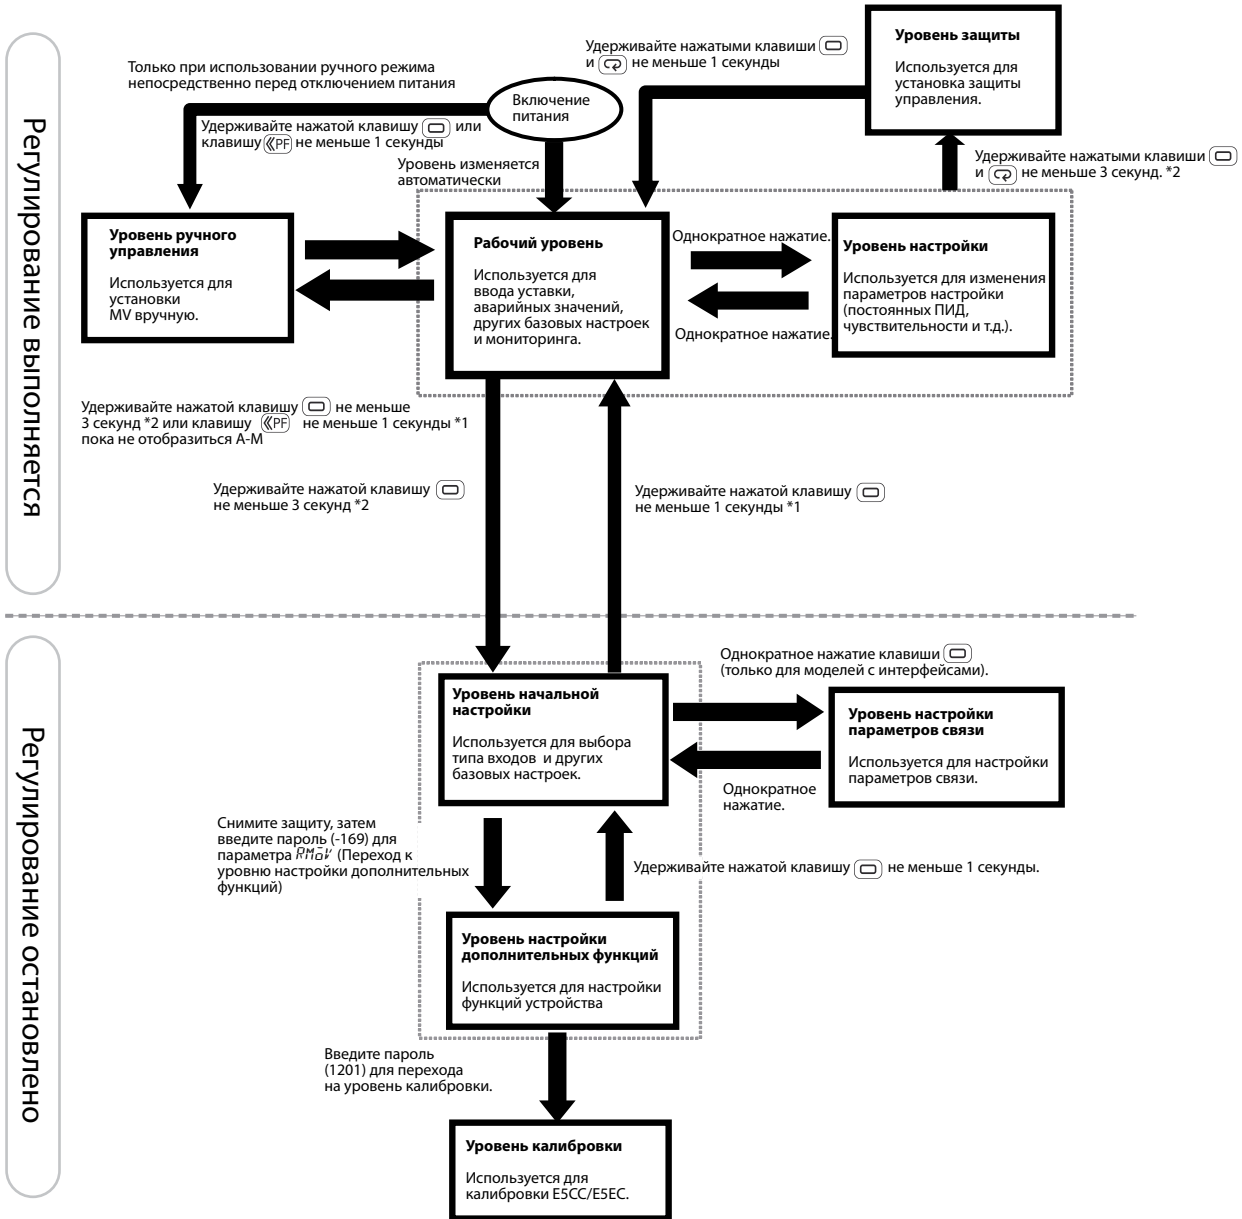 Регулирование выполняется
Только при использовании ручного режима
непосредственно перед отключением питания
Включение
питания
Удерживайте нажатыми клавиши
и не меньше 1 секунды
Уровень защиты
Используется для
установка защиты
управления.
Удерживайте нажатой клавишу или
клавишу PF не меньше 1 секунды
Уровень изменяется
автоматически
Удерживайте нажатыми клавиши
и не меньше 3 секунд. *2
Уровень ручного
управления
Используется для
установки
MV вручную.
Рабочий уровень
Используется для
ввода уставки,
аварийных значений,
других базовых настроек
и мониторинга.
Однократное нажатие.
Однократное нажатие.
Уровень настройки
Используется для изменения
параметров настройки
(постоянных ПИД,
чувствительности и т.д.).
Удерживайте нажатой клавишу не меньше
3 секунд *2 или клавишу PF не меньше 1 секунды *1
пока не отобразиться A-M
Удерживайте нажатой клавишу
не меньше 3 секунд *2
Удерживайте нажатой клавишу
не меньше 1 секунды *1
Регулирование остановлено
Уровень начальной
настройки
Используется для выбора
типа входов и других
базовых настроек.
Однократное нажатие клавиши
(только для моделей с интерфейсами).
Однократное
нажатие.
Уровень настройки
параметров связи
Используется для настройки
параметров связи.
Снимите защиту, затем
введите пароль (-169) для
параметра AMoV (Переход к
уровню настройки дополнительных
функций)
Удерживайте нажатой клавишу не меньше 1 секунды.
Уровень настройки
дополнительных функций
Используется для настройки
функций устройства
Введите пароль
(1201) для перехода
на уровень калибровки.
Уровень калибровки
Используется для
калибровки E5CC/E5EC.